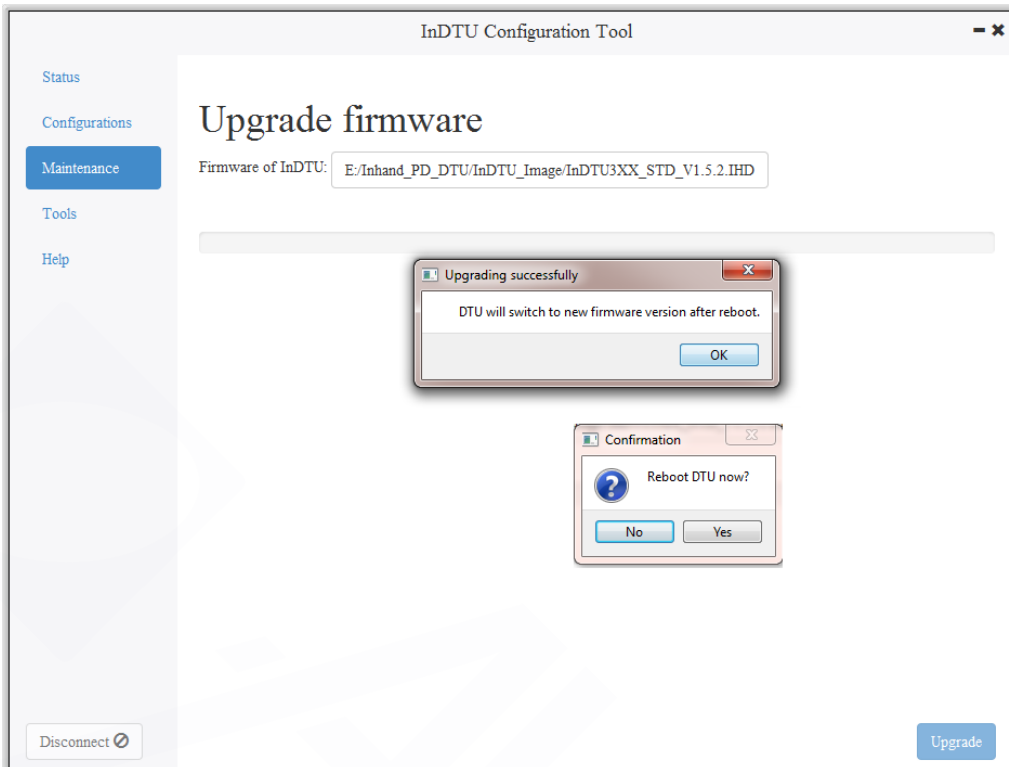 InDTU Configuration Tool
Status
Configurations
Maintenance
Tools
Help
Upgrade firmware
Firmware of InDTU: E:/Inhand_PD_DTU/InDTU_Image/InDTU3XX_STD_V1.5.2.IHD
Upgrading successfully
DTU will switch to new firmware version after reboot.
OK
Confirmation
Reboot DTU now?
No Yes
Disconnect
Upgrade